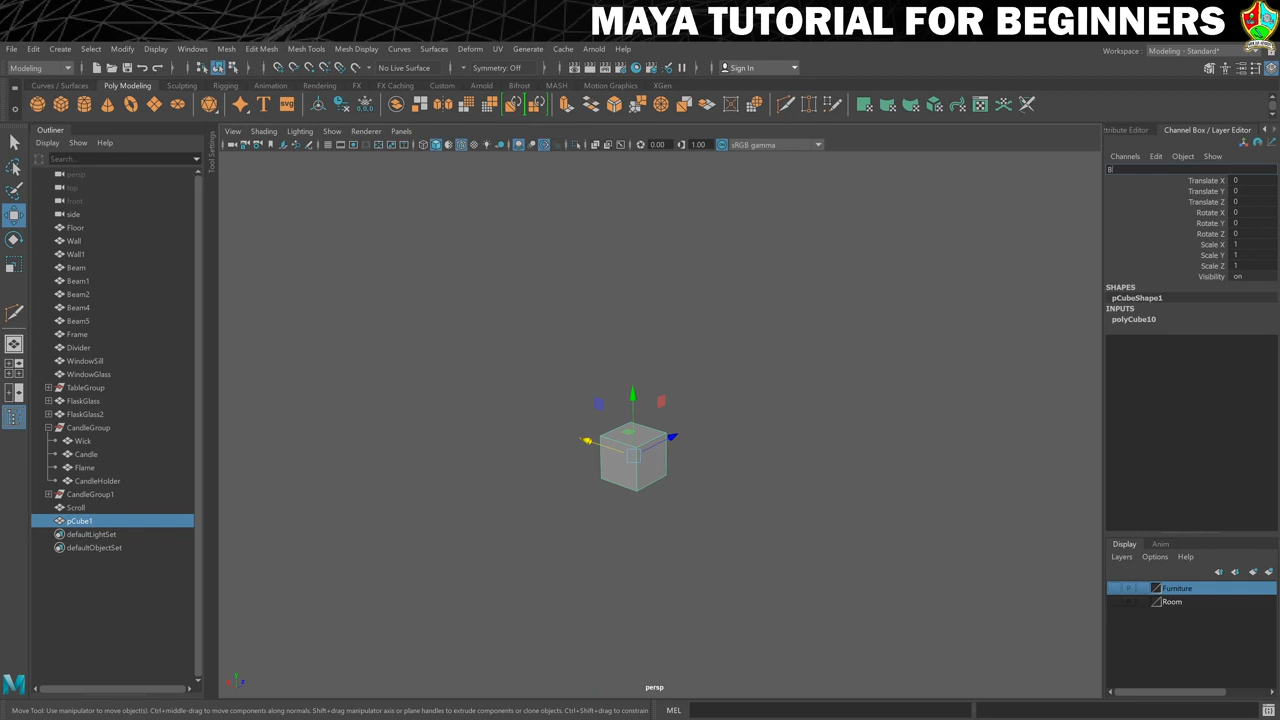 MAYA TUTORIAL FOR BEGINNERS
File Edit Create Select Modify Display Windows Mesh Edit Mesh Mesh Tools Mesh Display Curves Surfaces Deform UV Generate Cache Arnold Help
Workspace : Modeling - Standard*
Modeling No Live Surface Symmetry: Off Sign In
Curves / Surfaces Poly Modeling Sculpting Rigging Animation Rendering FX FX Caching Custom Arnold Bifrost MASH Motion Graphics XGen
Outliner
Display Show Help
Search...
persp
top
front
side
Floor
Wall
Wall1
Beam
Beam1
Beam2
Beam4
Beam5
Frame
Divider
WindowSill
WindowGlass
TableGroup
FlaskGlass
FlaskGlass2
CandleGroup
Wick
Candle
Flame
CandleHolder
CandleGroup1
Scroll
pCube1
defaultLightSet
defaultObjectSet
Tool Settings
View Shading Lighting Show Renderer Panels
0.00 1.00 sRGB gamma
persp
ttribute Editor Channel Box / Layer Editor
Channels Edit Object Show
B
Translate X 0
Translate Y 0
Translate Z 0
Rotate X 0
Rotate Y 0
Rotate Z 0
Scale X 1
Scale Y 1
Scale Z 1
Visibility on
SHAPES
pCubeShape1
INPUTS
polyCube10
Display Anim
Layers Options Help
P Furniture
Room
Move Tool: Use manipulator to move object(s). Ctrl+middle-drag to move components along normals. Shift+drag manipulator axis or plane handles to extrude components or clone objects. Ctrl+Shift+drag to constrain
MEL